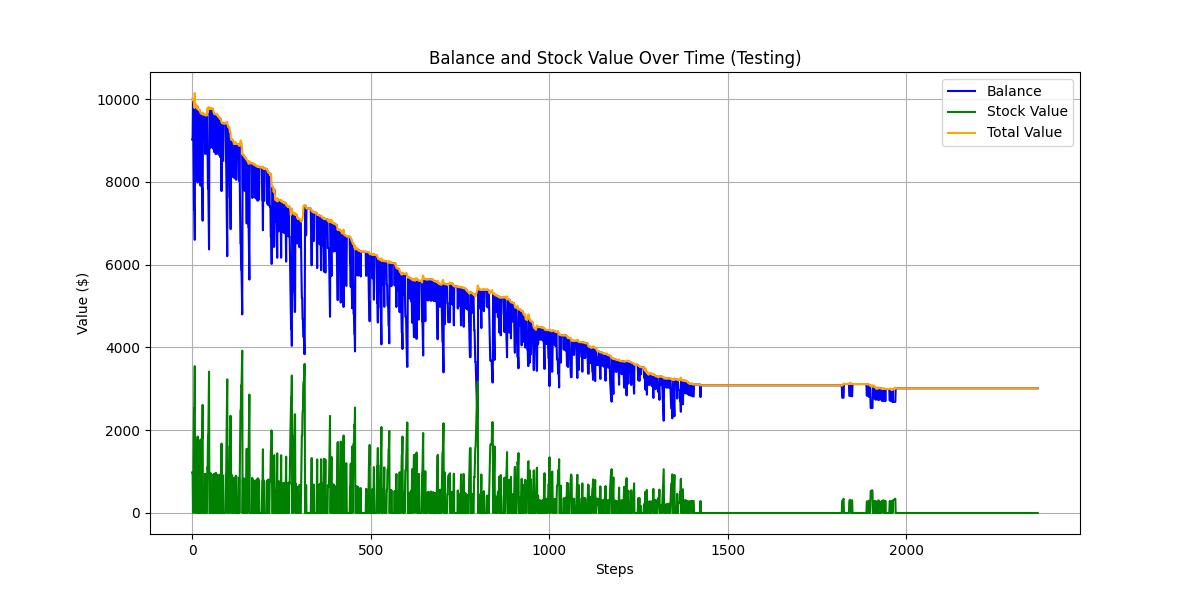 Balance and Stock Value Over Time (Testing)
Balance
Stock Value
Total Value
Value ($)
10000
8000
6000
4000
2000
0
0 500 1000 1500 2000
Steps